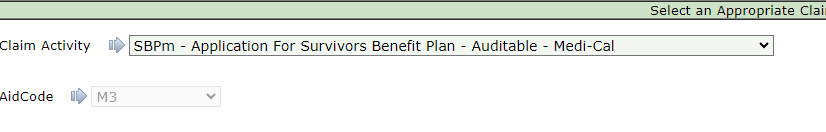 Select an Appropriate Clai
Claim Activity SBPm - Application For Survivors Benefit Plan - Auditable - Medi-Cal
AidCode M3